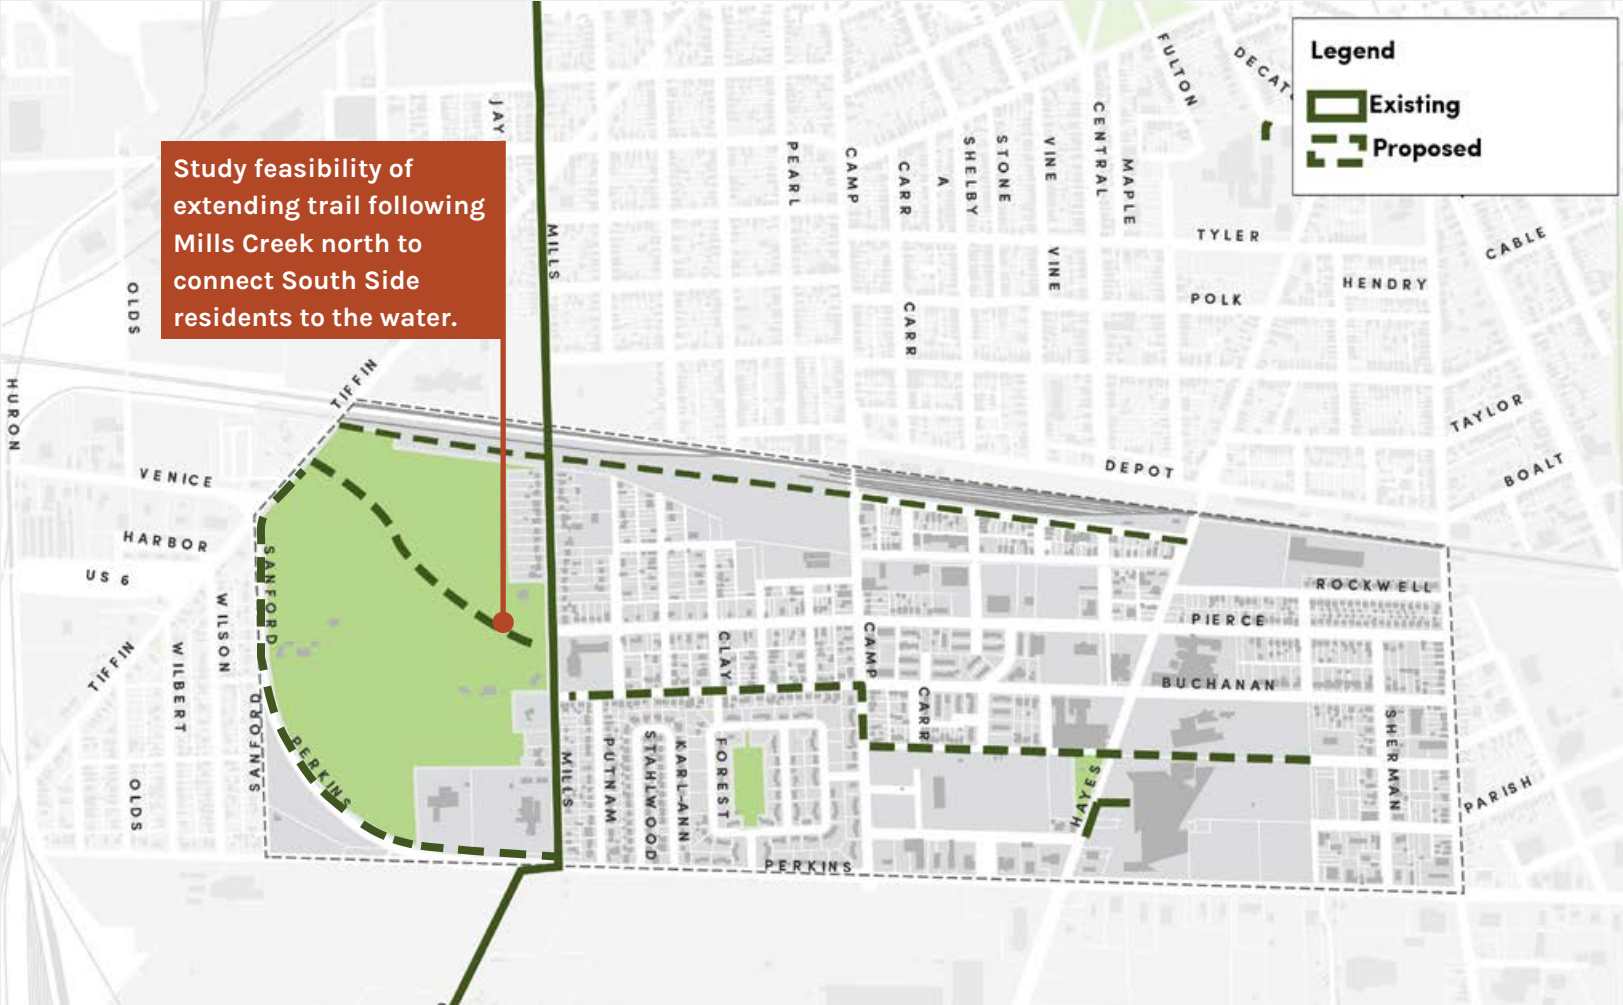 Legend
Existing
Proposed
Study feasibility of
extending trail following
Mills Creek north to
connect South Side
residents to the water.
FULTON
JAY
CENTRAL
PEARL
CAMP
CARR
A
SHELBY
STONE
VINE
MAPLE
MILLS
TYLER
CABLE
VINE
HENDRY
POLK
OLDS
CARR
HURON
TIFFIN
TAYLOR
DEPOT
BOALT
VENICE
HARBOR
US 6
SANFORD
ROCKWELL
WILSON
PIERCE
CLAY
CAMP
TIFFIN
WILBERT
BUCHANAN
SANFORD
CARR
SHERMAN
PERKINS
MILLS
PUTNAM
STAHLWOOD
KARL-ANN
FOREST
HAYES
OLDS
PARISH
PERKINS